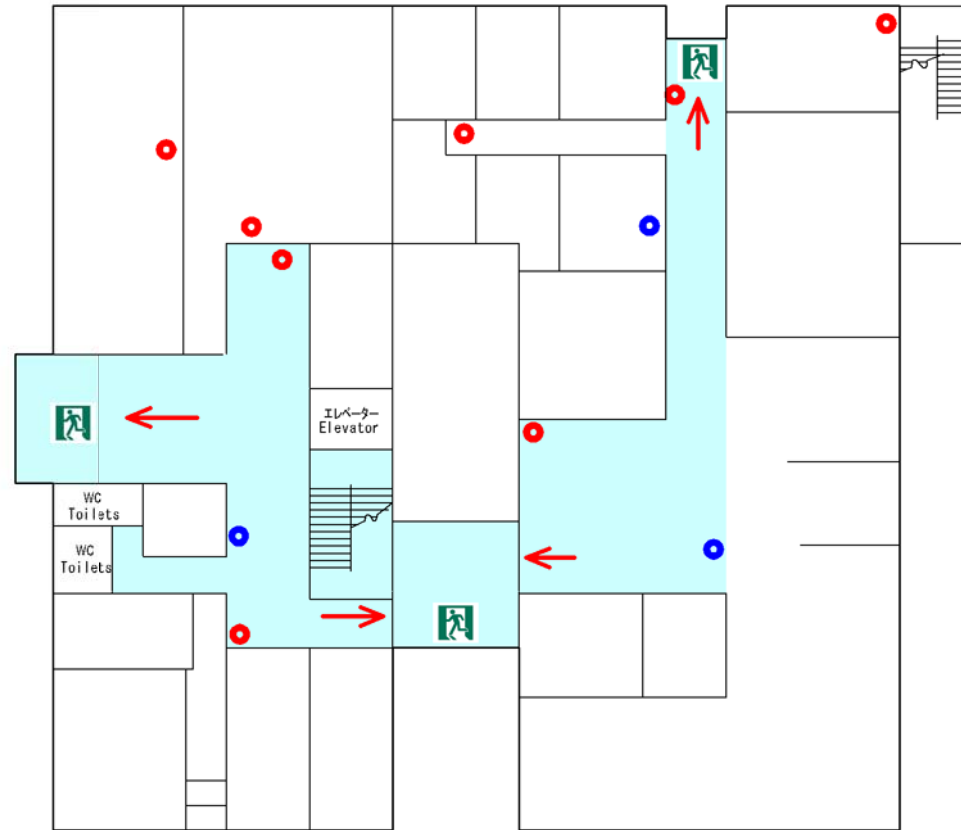 エレベーター
Elevator
WC
Toilets
WC
Toilets